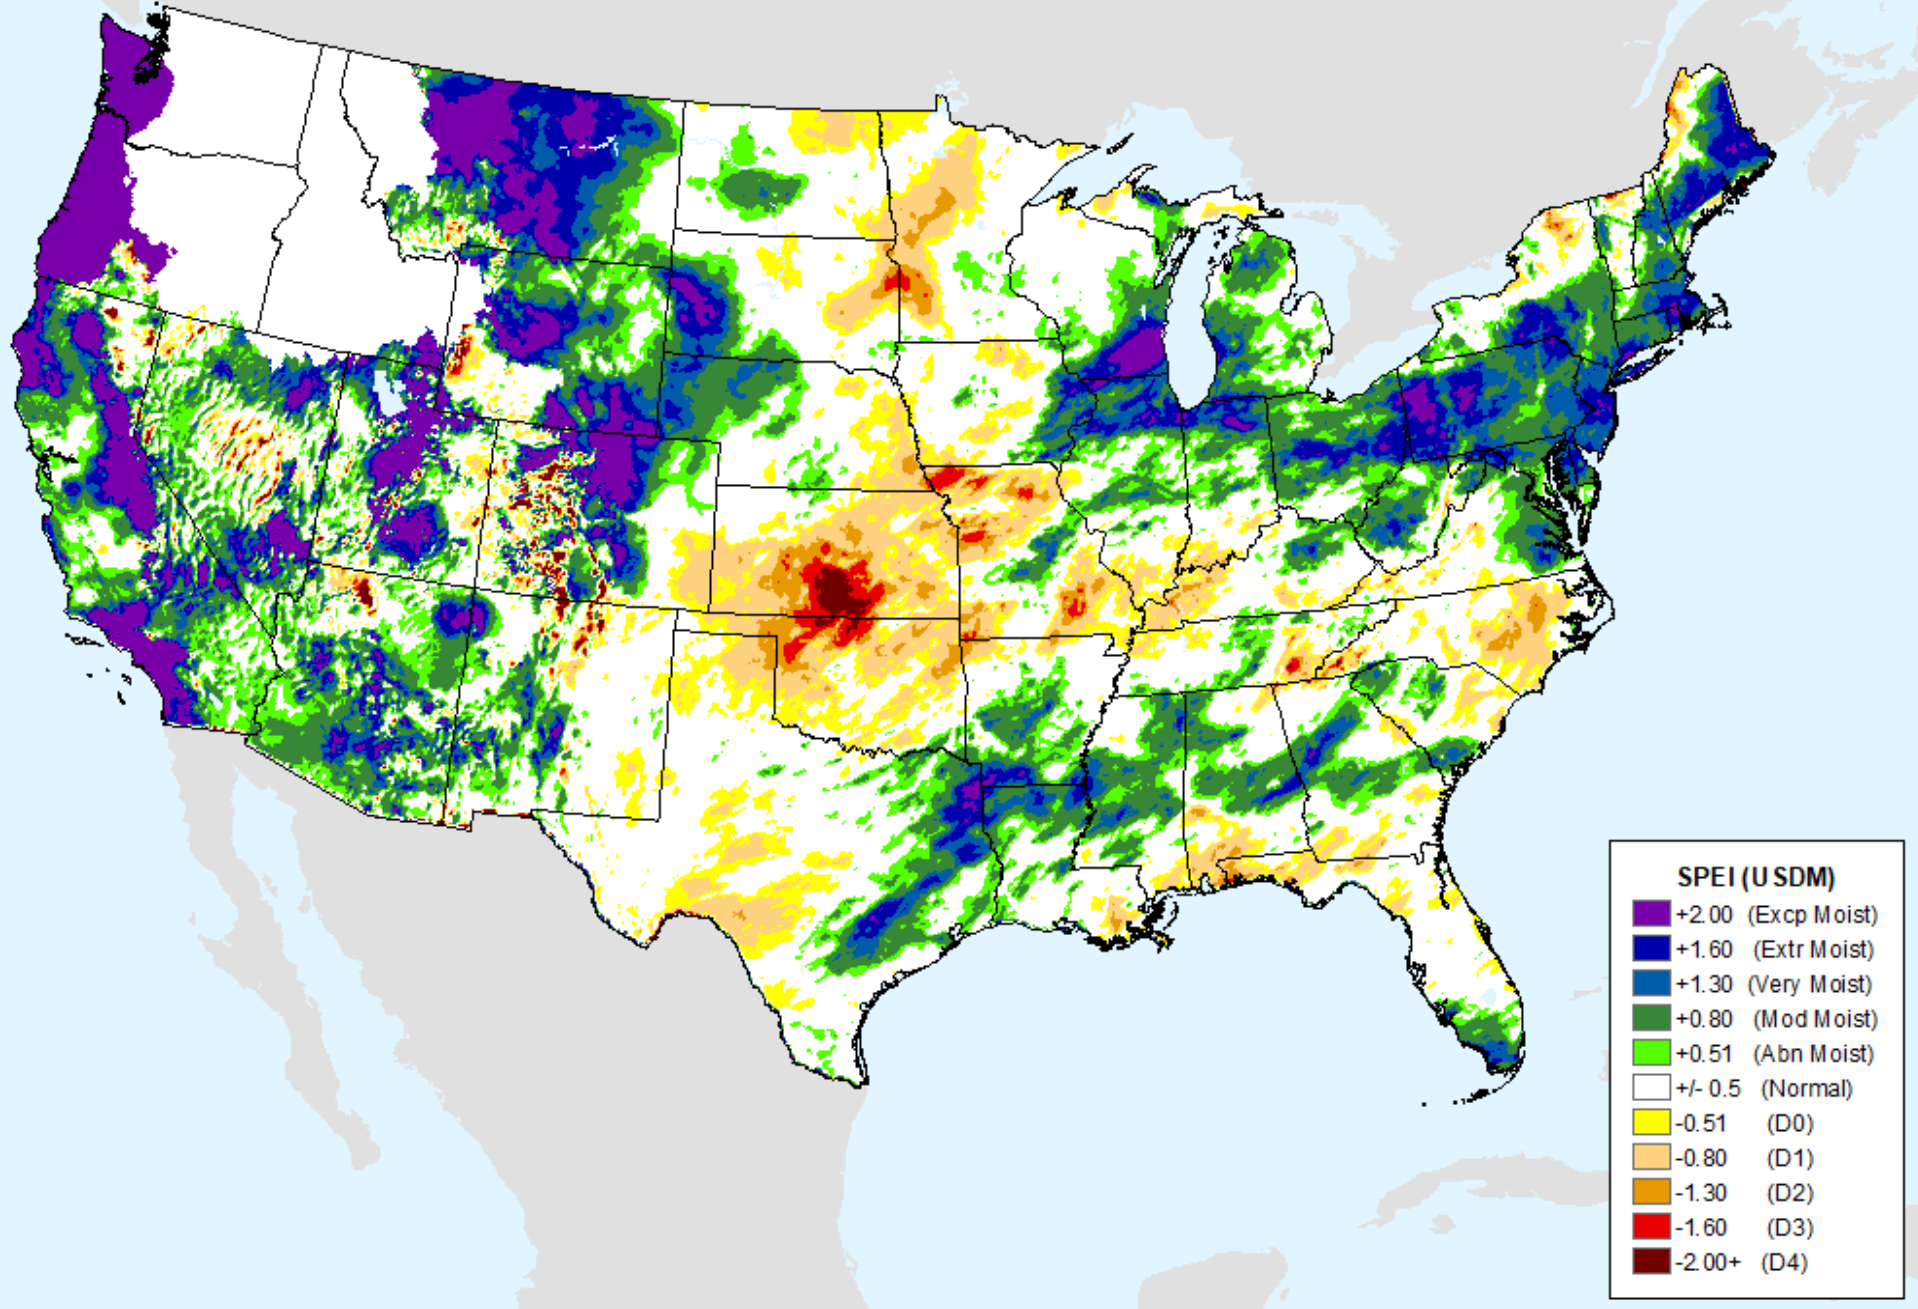 SPEI (USDM)
+2.00 (Excp Moist)
+1.60 (Extr Moist)
+1.30 (Very Moist)
+0.80 (Mod Moist)
+0.51 (Abn Moist)
+/- 0.5 (Normal)
-0.51 (D0)
-0.80 (D1)
-1.30 (D2)
-1.60 (D3)
-2.00+ (D4)